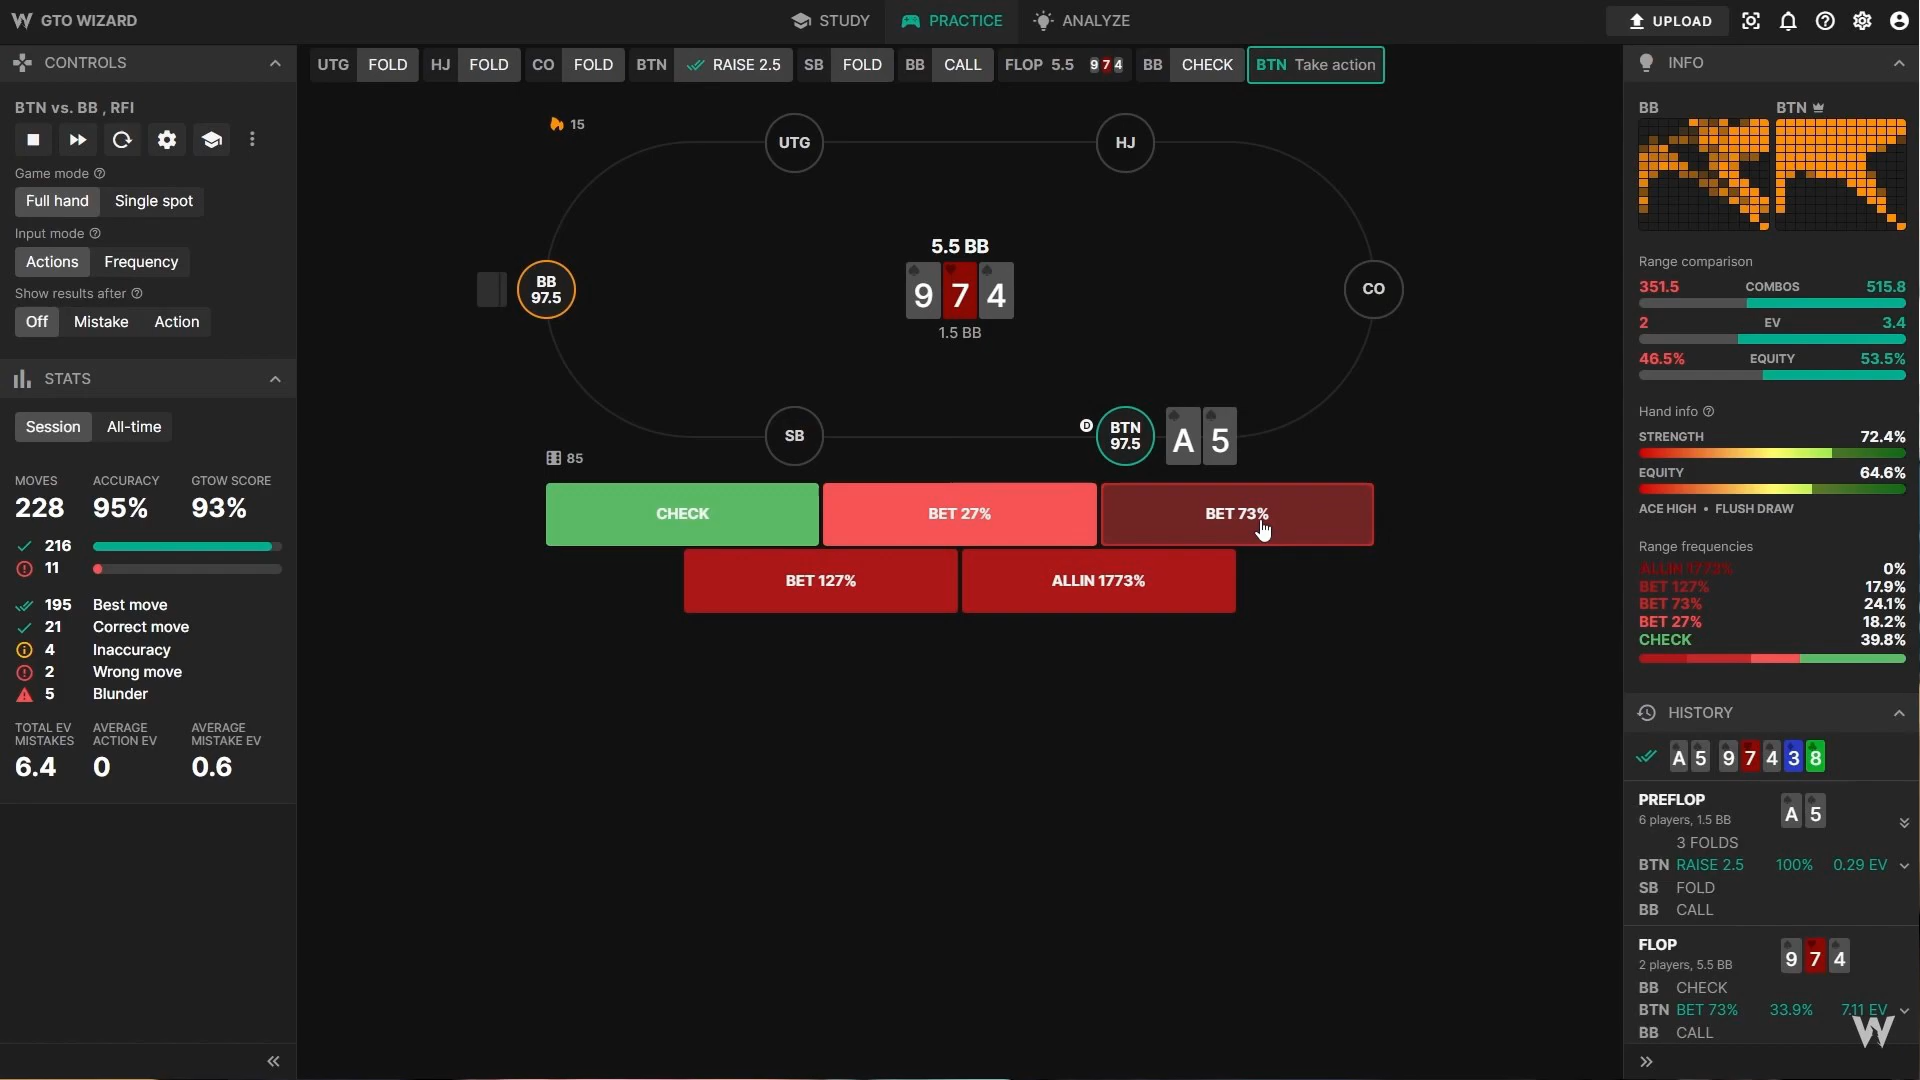 GTO WIZARD
STUDY PRACTICE ANALYZE
UPLOAD
CONTROLS
BTN vs. BB , RFI
Game mode
Full hand Single spot
Input mode
Actions Frequency
Show results after
Off Mistake Action
STATS
Session All-time
MOVES ACCURACY GTOW SCORE
228 95% 93%
216
11
195 Best move
21 Correct move
4 Inaccuracy
2 Wrong move
5 Blunder
TOTAL EV MISTAKES AVERAGE ACTION EV AVERAGE MISTAKE EV
6.4 0 0.6
UTG FOLD HJ FOLD CO FOLD BTN RAISE 2.5 SB FOLD BB CALL FLOP 5.5 9 7 4 BB CHECK BTN Take action
15
UTG
HJ
5.5 BB
BB
97.5
9 7 4
CO
1.5 BB
SB
D
BTN
97.5
A 5
85
CHECK BET 27% BET 73%
BET 127% ALLIN 1773%
INFO
BB BTN
Range comparison
351.5 COMBOS 515.8
2 EV 3.4
46.5% EQUITY 53.5%
Hand info
STRENGTH 72.4%
EQUITY 64.6%
ACE HIGH • FLUSH DRAW
Range frequencies
ALLIN 1773% 0%
BET 127% 17.9%
BET 73% 24.1%
BET 27% 18.2%
CHECK 39.8%
HISTORY
A 5 9 7 4 3 8
PREFLOP A 5
6 players, 1.5 BB
3 FOLDS
BTN RAISE 2.5 100% 0.29 EV
SB FOLD
BB CALL
FLOP 9 7 4
2 players, 5.5 BB
BB CHECK
BTN BET 73% 33.9% 7.11 EV
BB CALL